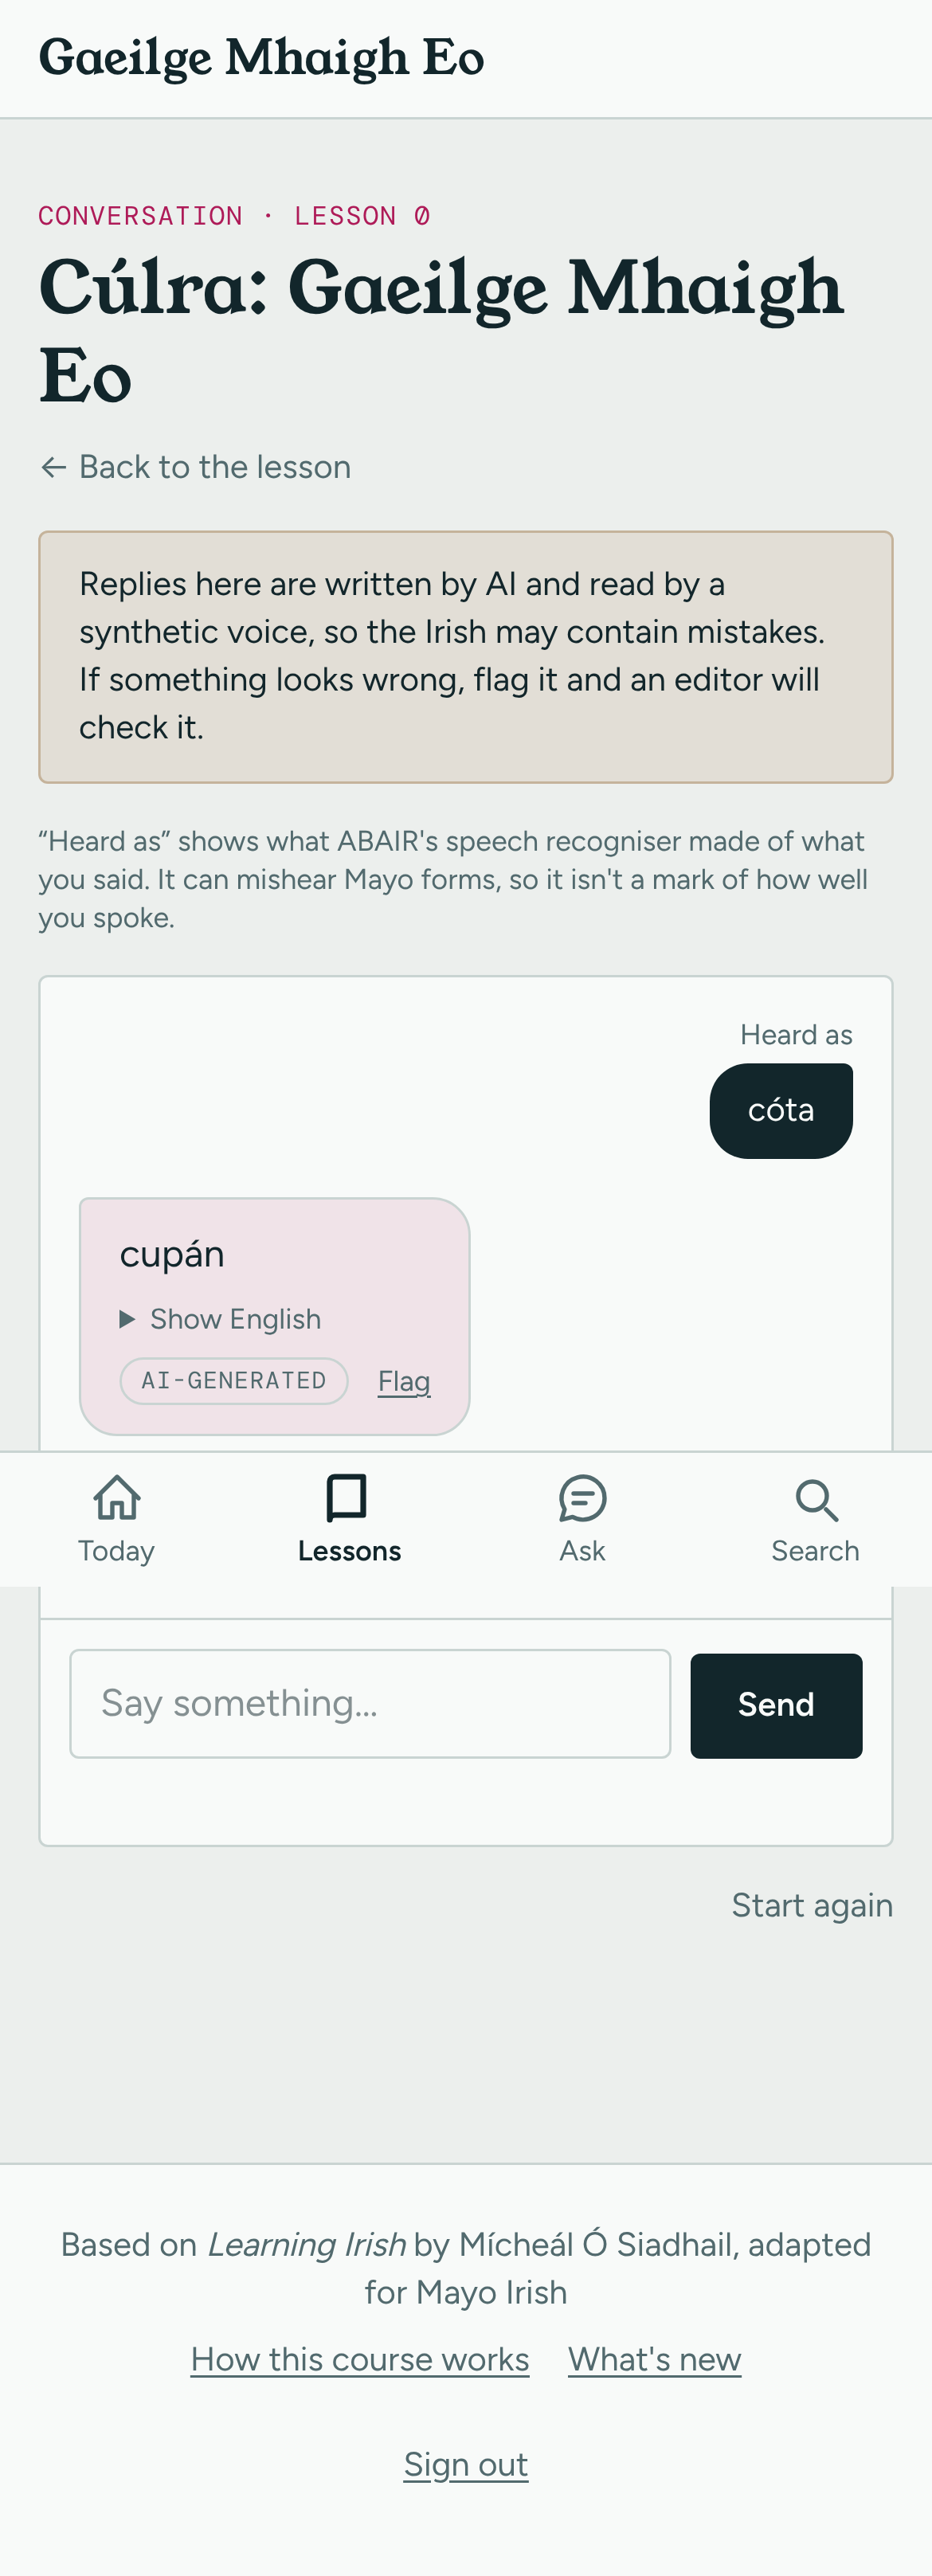 Gaeilge Mhaigh Eo
CONVERSATION · LESSON 0
Cúlra: Gaeilge Mhaigh
Eo
← Back to the lesson
Replies here are written by AI and read by a
synthetic voice, so the Irish may contain mistakes.
If something looks wrong, flag it and an editor will
check it.
“Heard as” shows what ABAIR's speech recogniser made of what
you said. It can mishear Mayo forms, so it isn't a mark of how well
you spoke.
Heard as
cóta
cupán
▶ Show English
AI-GENERATED Flag
Today Lessons Ask Search
Say something... Send
Start again
Based on Learning Irish by Mícheál Ó Siadhail, adapted
for Mayo Irish
How this course works What's new
Sign out